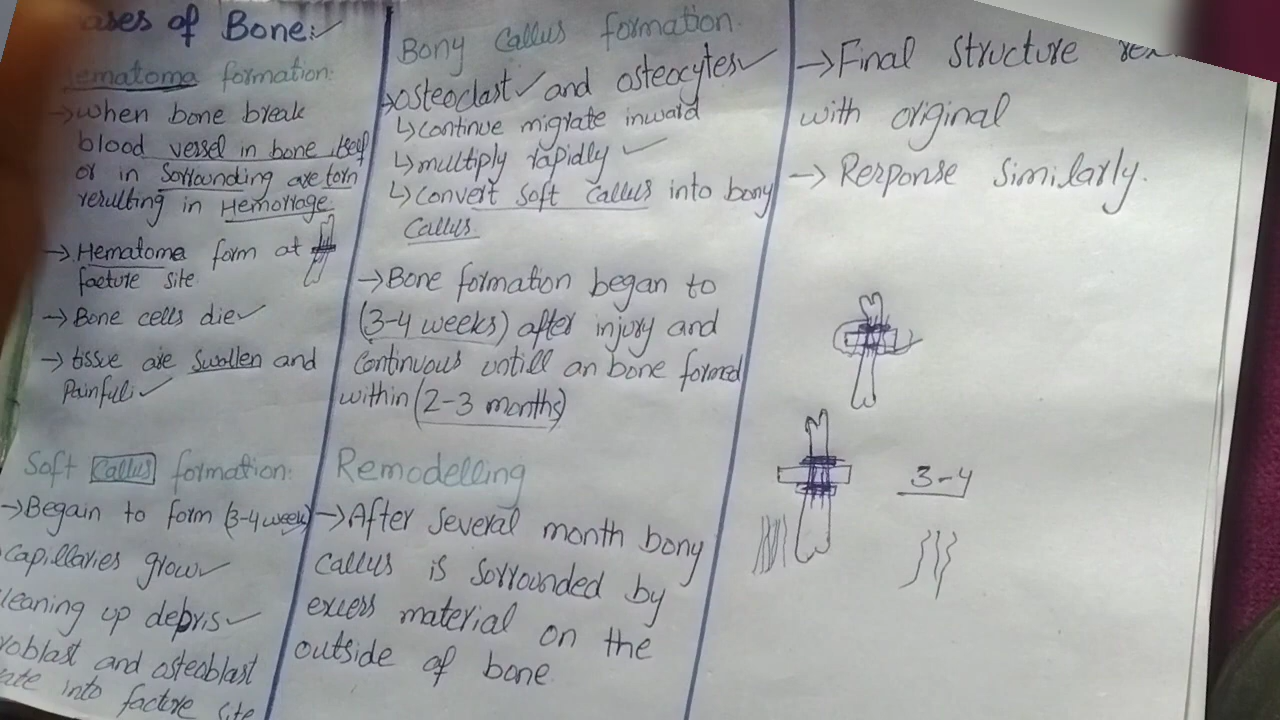 ases of Bone:
ematoma formation:
→ when bone break
blood vessel in bone itself
or in Sorrounding are torn
resulting in Hemorrage.
→ Hematoma form at
facture site
→ Bone cells die
→ tissue are Swollen and
Painful:
Soft Callus formation:
→ Begain to form (3-4 week)
Capillaries grow
leaning up debris
roblast and osteoblast
ate into factore site
Bony Callus formation.
→ osteoclast and osteocytes
↳ continue migrate inward
↳ multiply rapidly
↳ convert Soft Callus into bony
Callus.
→ Bone formation began to
(3-4 weeks) after injury and
continuous untill an bone formed
within (2-3 months)
Remodelling
→ After several month bony
Callus is Sorrounded by
excess material on the
outside of bone.
→ Final Structure
with original
→ Response Similarly.
3-4